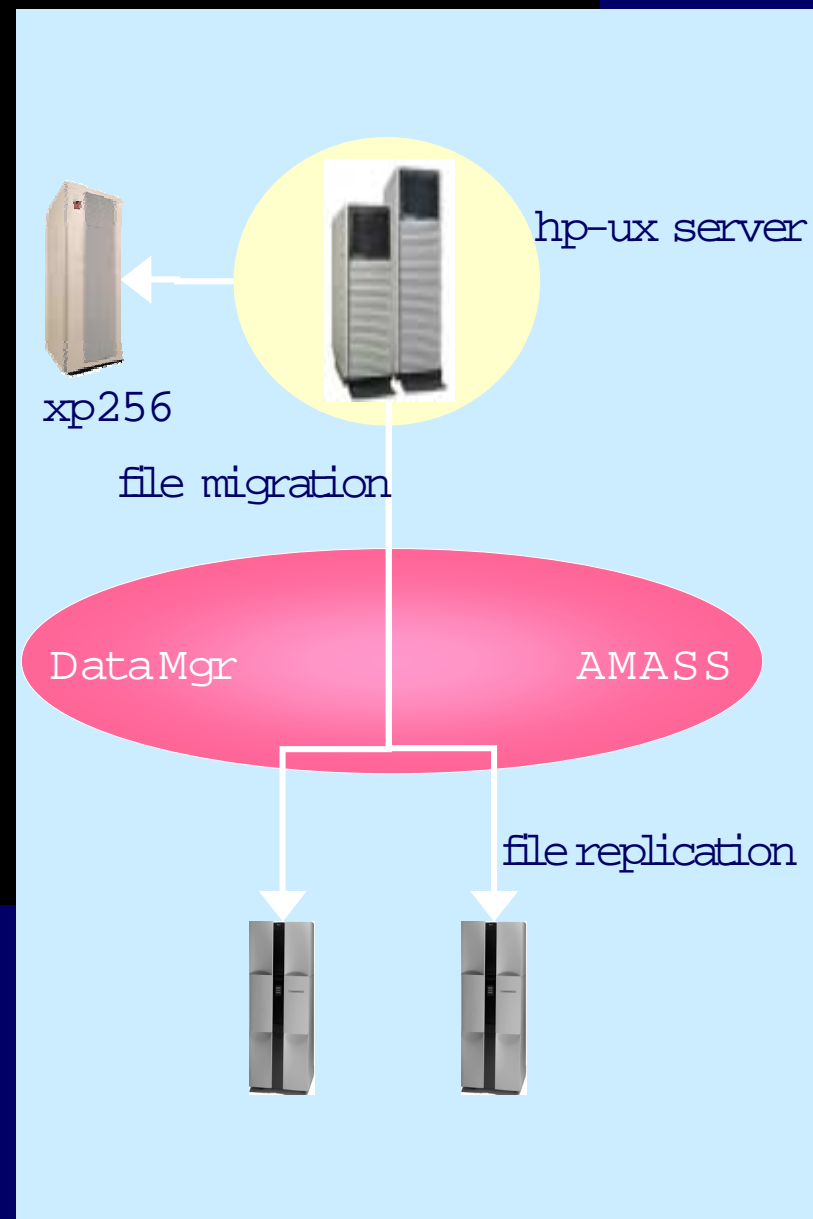 hp-ux server
xp256
file migration
DataMgr
AMASS
file replication